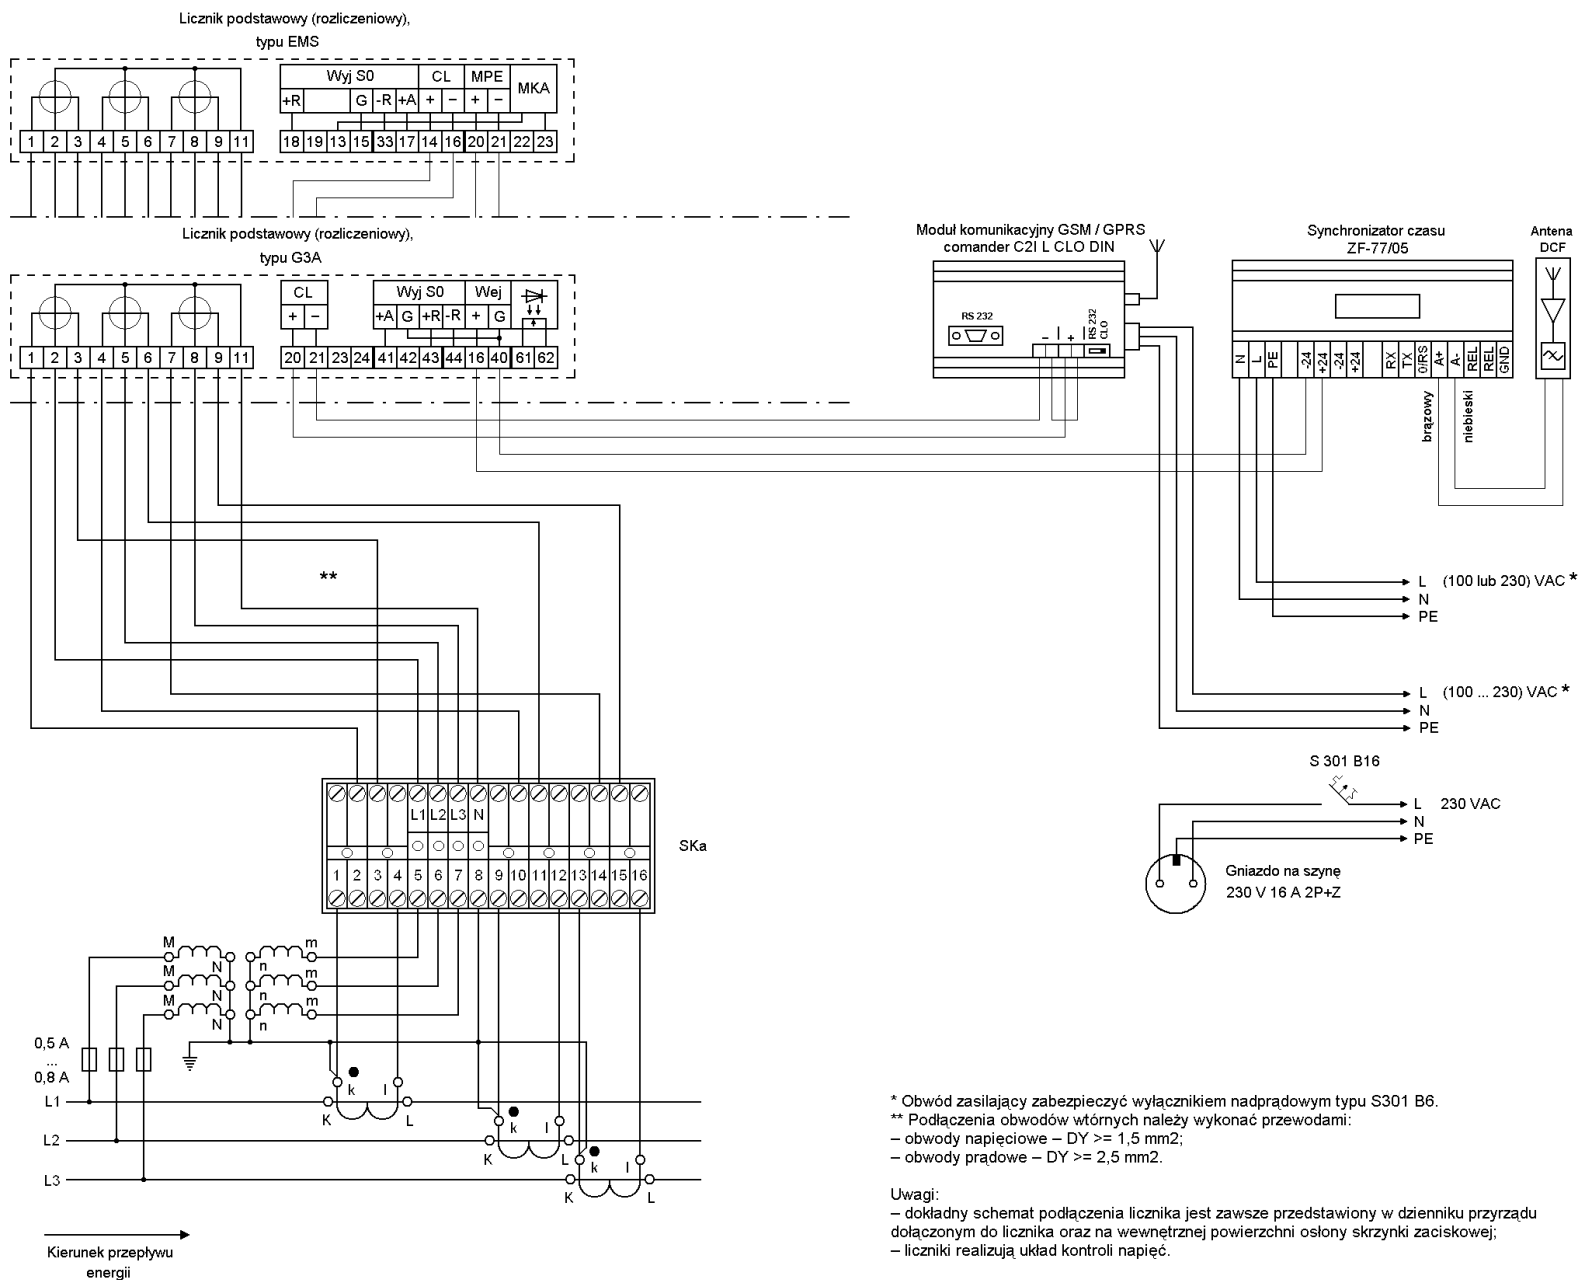 Licznik podstawowy (rozliczeniowy),
typu EMS
Wyj S0 CL MPE MKA
+R G -R +A + − + −
1 2 3 4 5 6 7 8 9 11
18 19 13 15 33 17 14 16 20 21 22 23
Licznik podstawowy (rozliczeniowy),
typu G3A
CL Wyj S0 Wej
+ − +A G +R -R + G
1 2 3 4 5 6 7 8 9 11
20 21 23 24 41 42 43 44 16 40 61 62
Moduł komunikacyjny GSM / GPRS
comander C2I L CLO DIN
RS 232
− | + |
RS 232
CLO
Synchronizator czasu
ZF-77/05
N L PE -24 +24 -24 +24 RX TX 0/RS A+ A- REL REL GND
Antena
DCF
brązowy
niebieski
**
L (100 lub 230) VAC *
N
PE
L (100 ... 230) VAC *
N
PE
S 301 B16
L 230 VAC
N
PE
Gniazdo na szynę
230 V 16 A 2P+Z
L1 L2 L3 N
SKa
1 2 3 4 5 6 7 8 9 10 11 12 13 14 15 16
M N n m
M N n m
M N n m
0,5 A
...
0,8 A
k l
L1 K L
k l
L2 K L
k l
L3 K L
Kierunek przepływu
energii
* Obwód zasilający zabezpieczyć wyłącznikiem nadprądowym typu S301 B6.
** Podłączenia obwodów wtórnych należy wykonać przewodami:
– obwody napięciowe – DY >= 1,5 mm2;
– obwody prądowe – DY >= 2,5 mm2.
Uwagi:
– dokładny schemat podłączenia licznika jest zawsze przedstawiony w dzienniku przyrządu
dołączonym do licznika oraz na wewnętrznej powierzchni osłony skrzynki zaciskowej;
– liczniki realizują układ kontroli napięć.